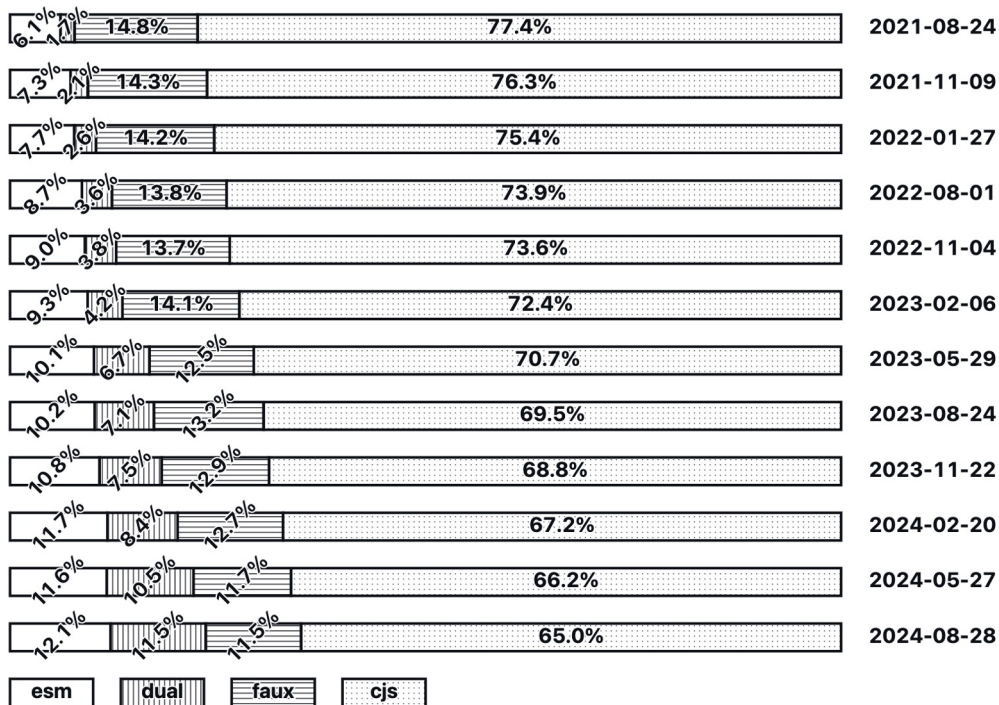 6.1% 1.7% 14.8% 77.4% 2021-08-24
7.3% 2.1% 14.3% 76.3% 2021-11-09
7.7% 2.6% 14.2% 75.4% 2022-01-27
8.7% 3.6% 13.8% 73.9% 2022-08-01
9.0% 3.8% 13.7% 73.6% 2022-11-04
9.3% 4.2% 14.1% 72.4% 2023-02-06
10.1% 6.7% 12.5% 70.7% 2023-05-29
10.2% 7.1% 13.2% 69.5% 2023-08-24
10.8% 7.5% 12.9% 68.8% 2023-11-22
11.7% 8.4% 12.7% 67.2% 2024-02-20
11.6% 10.5% 11.7% 66.2% 2024-05-27
12.1% 11.5% 11.5% 65.0% 2024-08-28
esm dual faux cjs